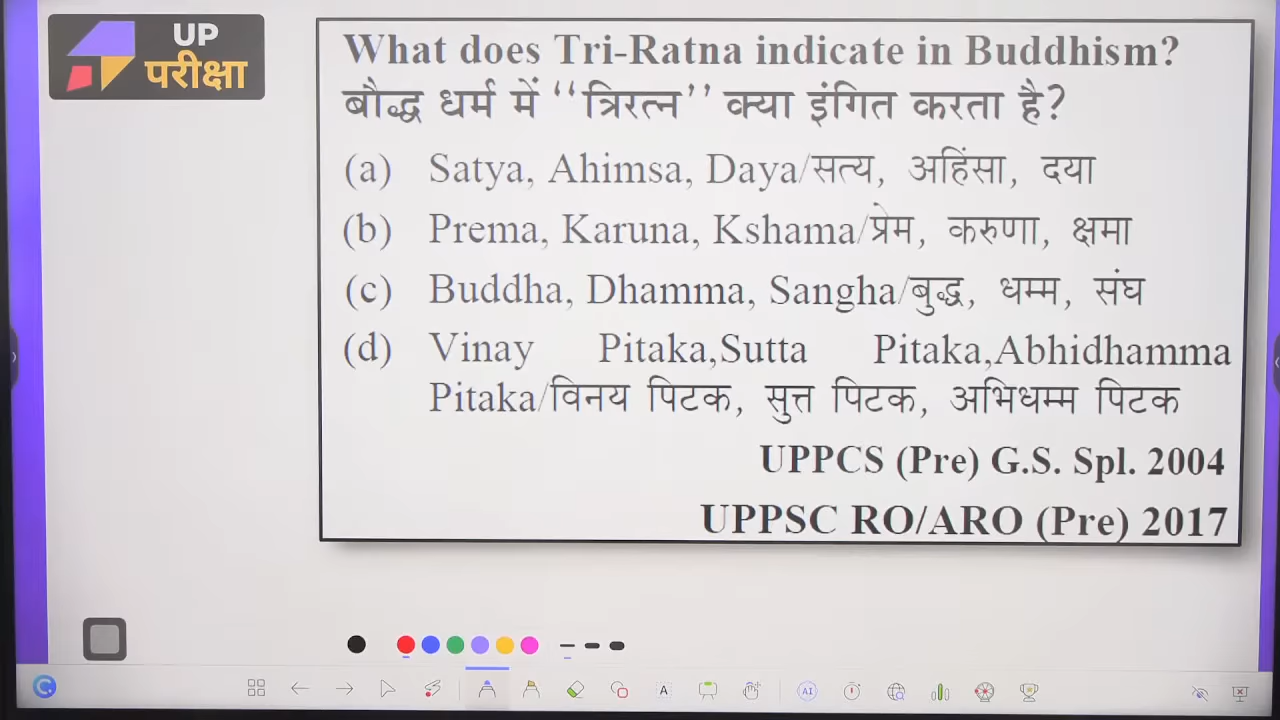 UP
परीक्षा
What does Tri-Ratna indicate in Buddhism?
बौद्ध धर्म में ‘‘त्रिरत्न’’ क्या इंगित करता है?
(a) Satya, Ahimsa, Daya/सत्य, अहिंसा, दया
(b) Prema, Karuna, Kshama/प्रेम, करुणा, क्षमा
(c) Buddha, Dhamma, Sangha/बुद्ध, धम्म, संघ
(d) Vinay Pitaka,Sutta Pitaka,Abhidhamma
Pitaka/विनय पिटक, सुत्त पिटक, अभिधम्म पिटक
UPPCS (Pre) G.S. Spl. 2004
UPPSC RO/ARO (Pre) 2017
A
AI